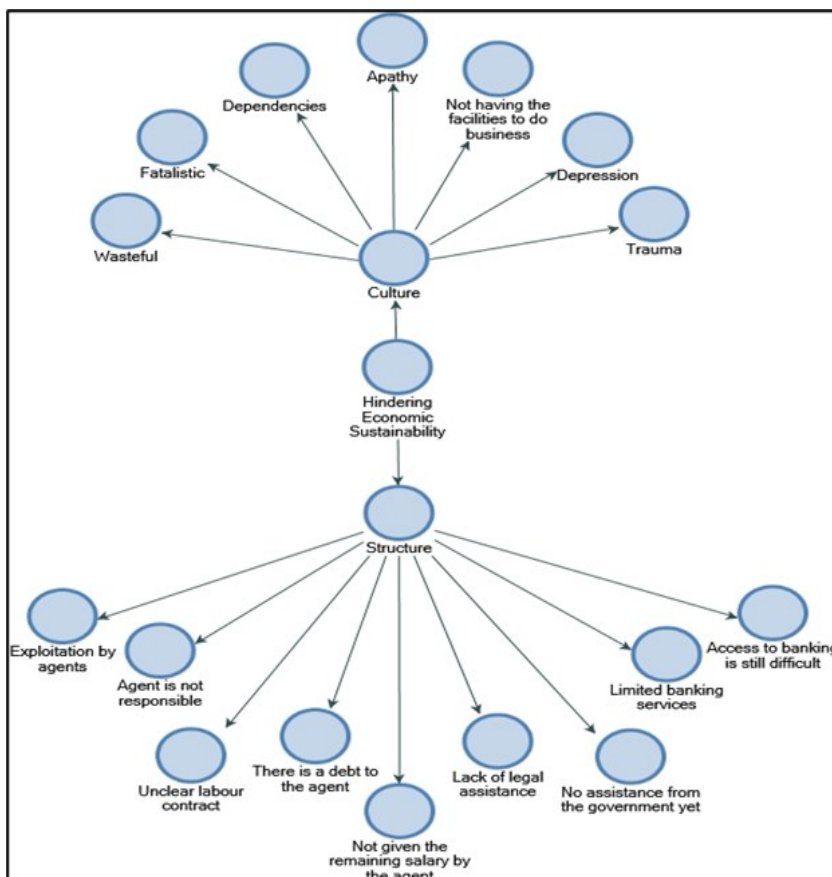 Apathy
Dependencies
Not having the
facilities to do
business
Fatalistic
Depression
Wasteful
Trauma
Culture
Hindering
Economic
Sustainability
Structure
Exploitation by
agents
Agent is not
responsible
Access to banking
is still difficult
Limited banking
services
Unclear labour
contract
There is a debt to
the agent
Lack of legal
assistance
No assistance from
the government yet
Not given the
remaining salary by
the agent